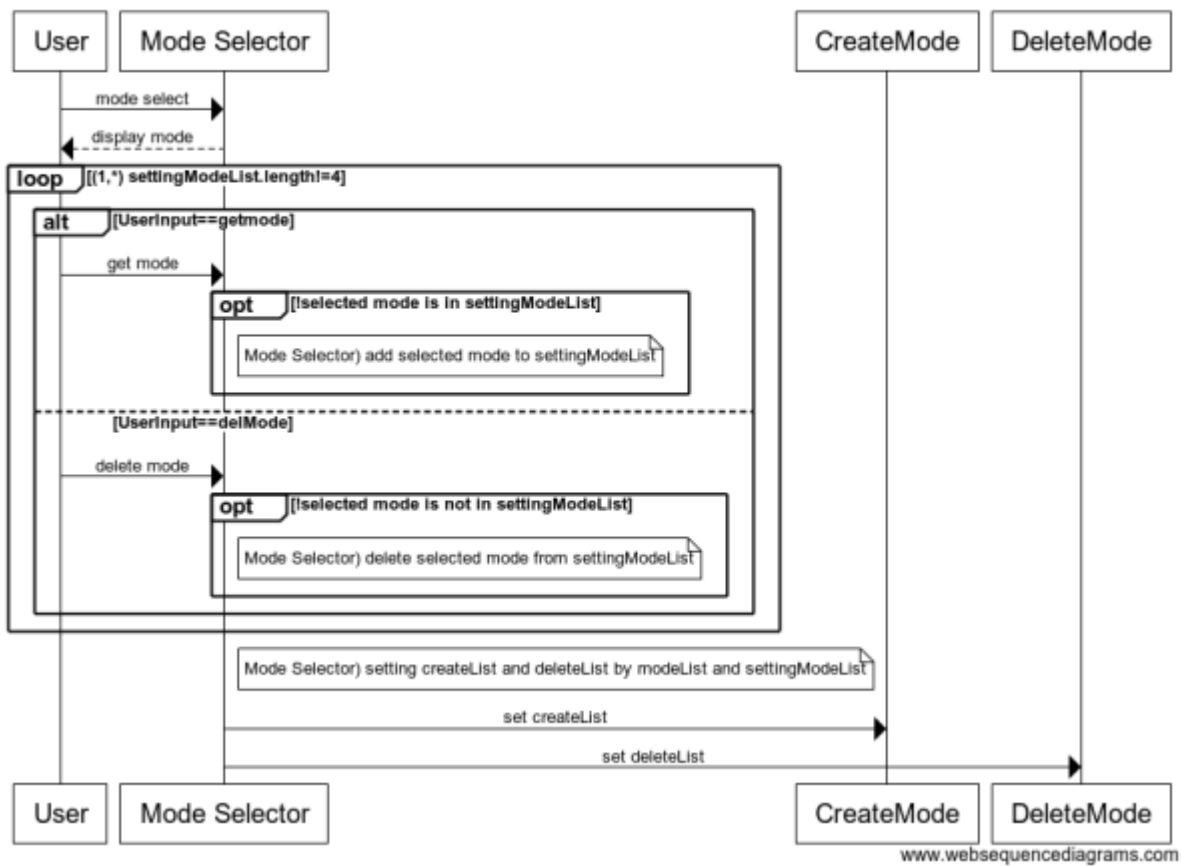 User
Mode Selector
CreateMode
DeleteMode
mode select
display mode
loop
[(1,*) settingModeList.length!=4]
alt
[UserInput==getmode]
get mode
opt
[!selected mode is in settingModeList]
Mode Selector) add selected mode to settingModeList
[UserInput==delMode]
delete mode
opt
[!selected mode is not in settingModeList]
Mode Selector) delete selected mode from settingModeList
Mode Selector) setting createList and deleteList by modeList and settingModeList
set createList
set deleteList
User
Mode Selector
CreateMode
DeleteMode
www.websequencediagrams.com